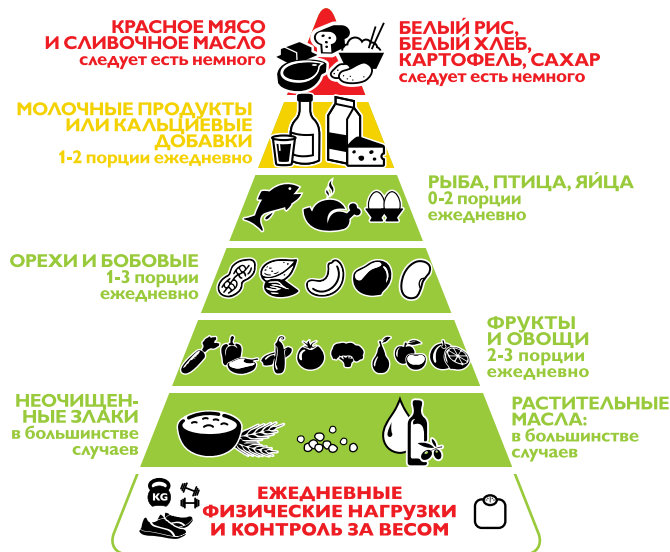 КРАСНОЕ МЯСО
И СЛИВОЧНОЕ МАСЛО
следует есть немного
БЕЛЫЙ РИС,
БЕЛЫЙ ХЛЕБ,
КАРТОФЕЛЬ, САХАР
следует есть немного
МОЛОЧНЫЕ ПРОДУКТЫ
ИЛИ КАЛЬЦИЕВЫЕ
ДОБАВКИ
1-2 порции ежедневно
РЫБА, ПТИЦА, ЯЙЦА
0-2 порции
ежедневно
ОРЕХИ И БОБОВЫЕ
1-3 порции
ежедневно
ФРУКТЫ
И ОВОЩИ
2-3 порции
ежедневно
НЕОЧИЩЕН-
НЫЕ ЗЛАКИ
в большинстве
случаев
РАСТИТЕЛЬНЫЕ
МАСЛА:
в большинстве
случаев
KG
ЕЖЕДНЕВНЫЕ
ФИЗИЧЕСКИЕ НАГРУЗКИ
И КОНТРОЛЬ ЗА ВЕСОМ